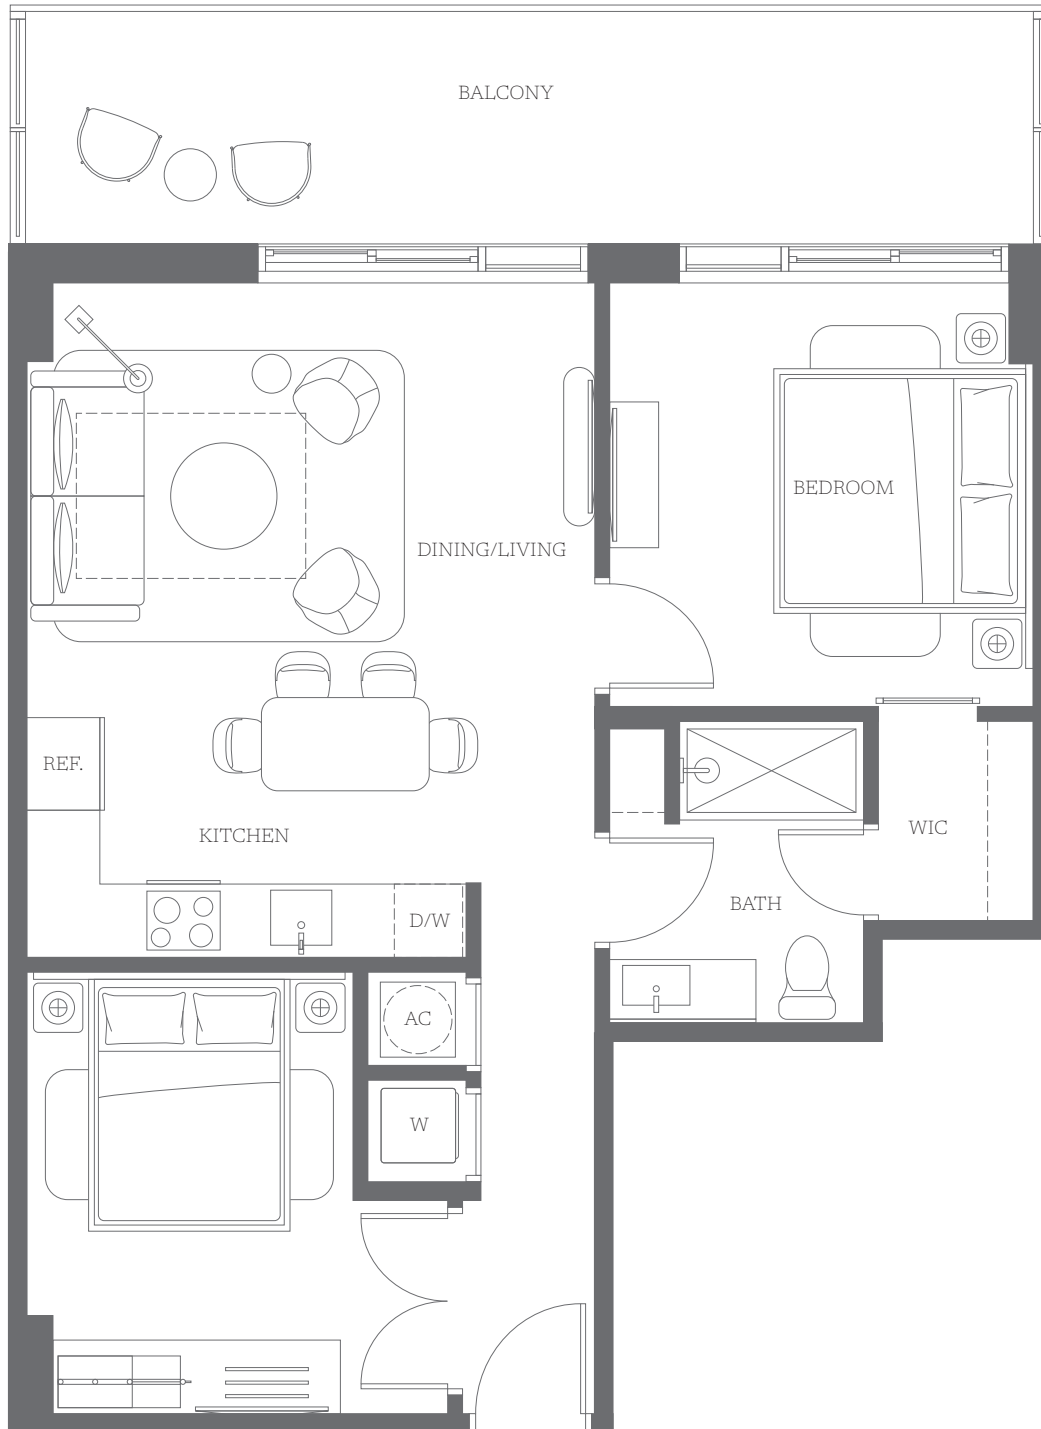 BALCONY
BEDROOM
DINING/LIVING
REF.
KITCHEN
WIC
BATH
D/W
AC
W